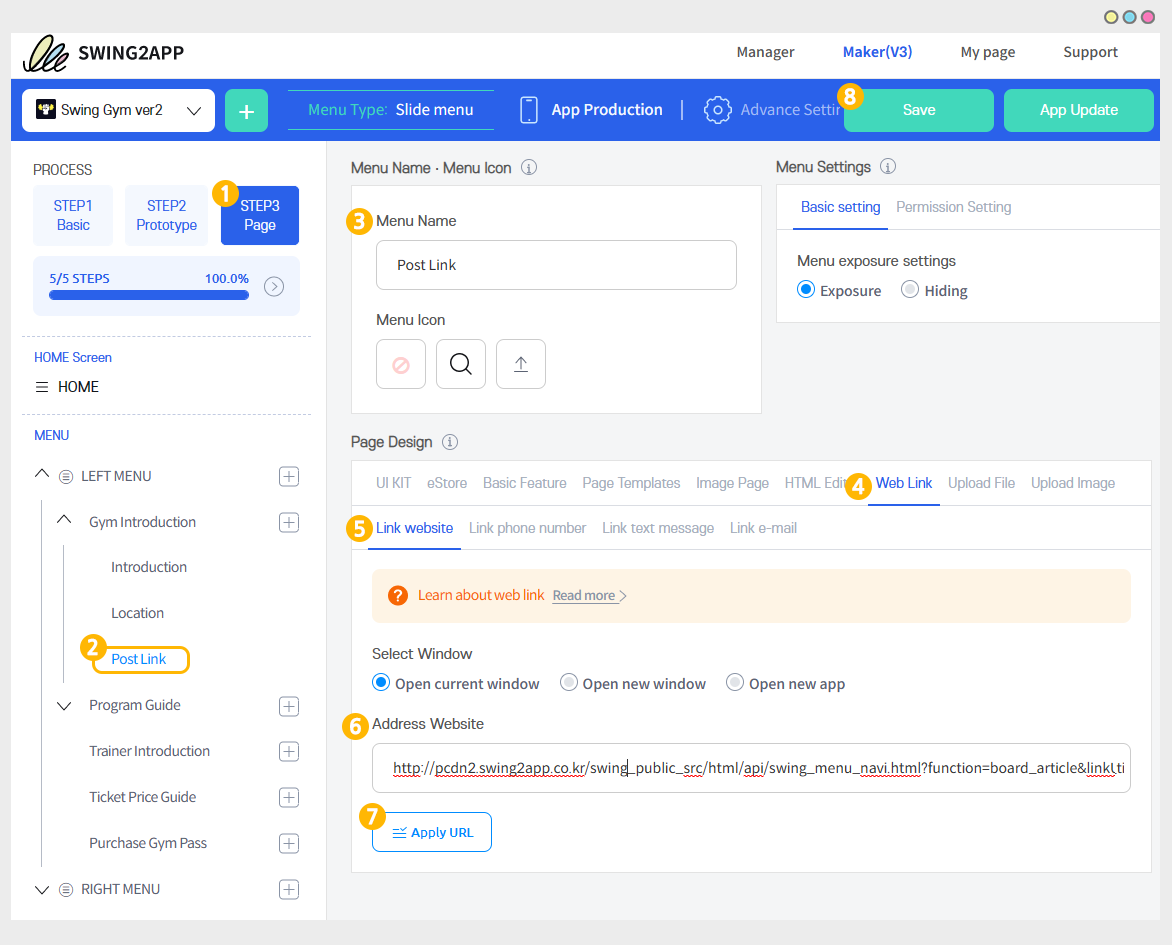 SWING2APP
Manager Maker(V3) My page Support
Swing Gym ver2 + Menu Type: Slide menu App Production | Advance Settin 8 Save App Update
PROCESS
1
STEP1 Basic
STEP2 Prototype
STEP3 Page
5/5 STEPS 100.0%
HOME Screen
HOME
MENU
LEFT MENU
Gym Introduction
Introduction
Location
2 Post Link
Program Guide
Trainer Introduction
Ticket Price Guide
Purchase Gym Pass
RIGHT MENU
Menu Name · Menu Icon
3 Menu Name
Post Link
Menu Icon
Menu Settings
Basic setting Permission Setting
Menu exposure settings
Exposure Hiding
Page Design
UI KIT eStore Basic Feature Page Templates Image Page HTML Edit 4 Web Link Upload File Upload Image
5 Link website Link phone number Link text message Link e-mail
? Learn about web link Read more
Select Window
Open current window Open new window Open new app
6 Address Website
http://pcdn2.swing2app.co.kr/swing_public_src/html/api/swing_menu_navi.html?function=board_article&linkUti
7 Apply URL